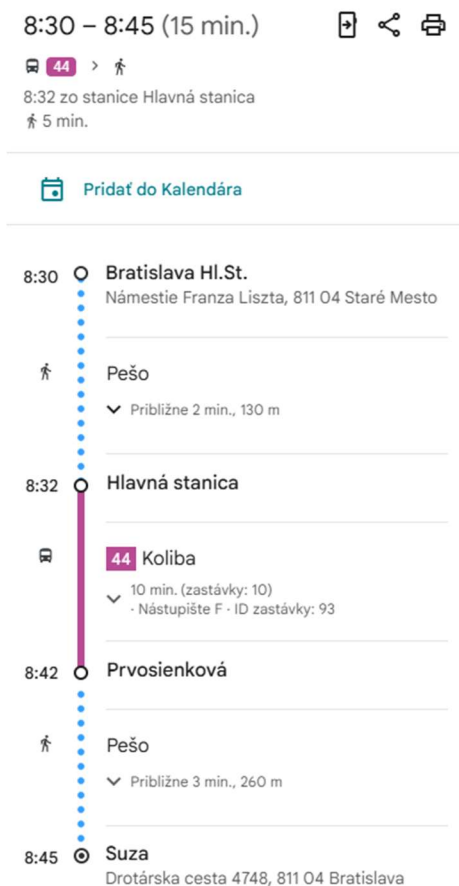 8:30 – 8:45 (15 min.)
44
8:32 zo stanice Hlavná stanica
5 min.
Pridať do Kalendára
8:30 Bratislava Hl.St.
Námestie Franza Liszta, 811 04 Staré Mesto
Pešo
Približne 2 min., 130 m
8:32 Hlavná stanica
44 Koliba
10 min. (zastávky: 10)
· Nástupište F · ID zastávky: 93
8:42 Prvosienková
Pešo
Približne 3 min., 260 m
8:45 Suza
Drotárska cesta 4748, 811 04 Bratislava